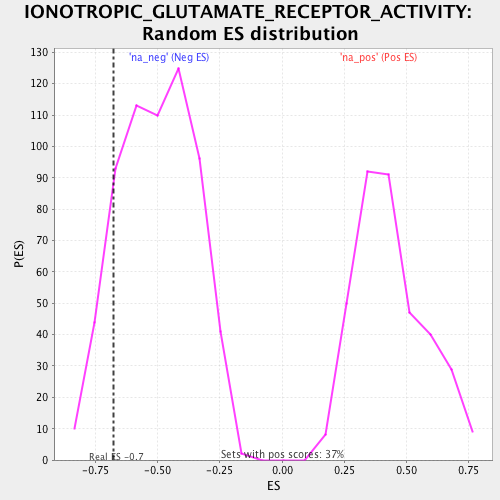 IONOTROPIC_GLUTAMATE_RECEPTOR_ACTIVITY:
Random ES distribution
'na_neg' (Neg ES)
'na_pos' (Pos ES)
130
120
110
100
90
80
70
60
50
40
30
20
10
0
P(ES)
Real ES -0.7
Sets with pos scores: 37%
-0.75
-0.50
-0.25
0.00
0.25
0.50
0.75
ES